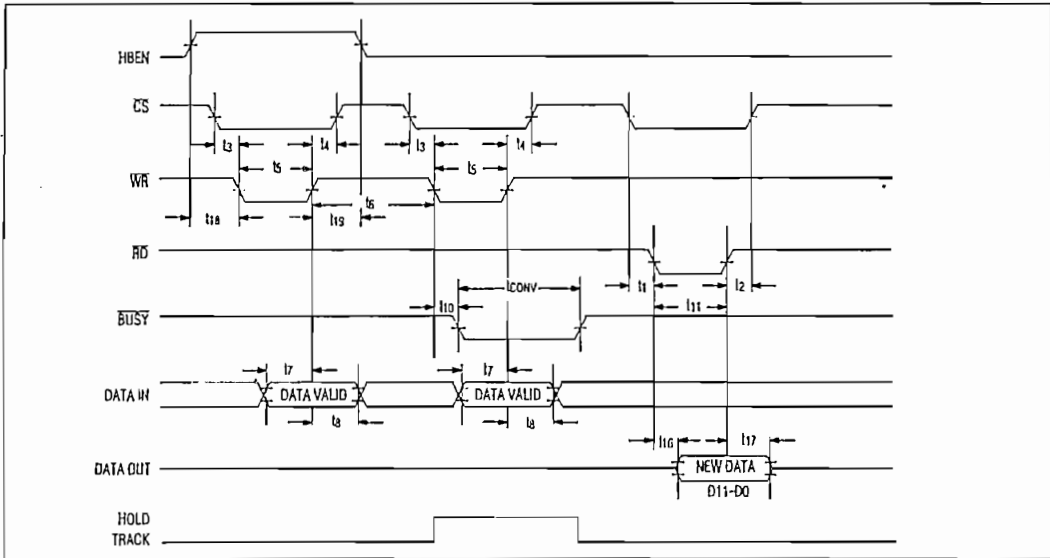 HBEN
CS
t3 t4 t3 t4
t5 t5
WR
t6
t18 t19
RD
tCONV
t1 t2
t10 t11
BUSY
t7 t7
DATA IN DATA VALID DATA VALID
t8 t8
t16 t17
DATA OUT NEW DATA
D11-D0
HOLD
TRACK